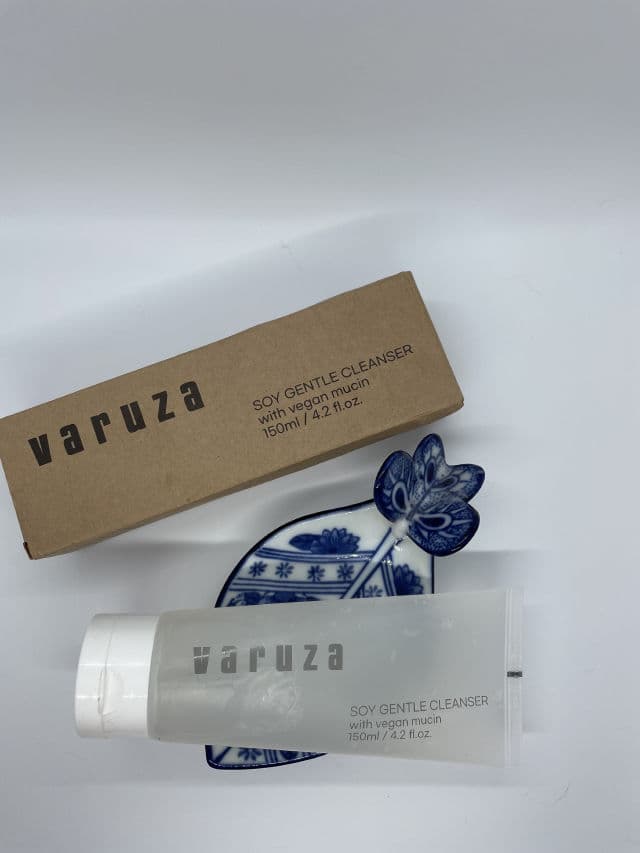 varuza
SOY GENTLE CLEANSER
with vegan mucin
150ml / 4.2 fl.oz.
varuza
SOY GENTLE CLEANSER
with vegan mucin
150ml / 4.2 fl.oz.